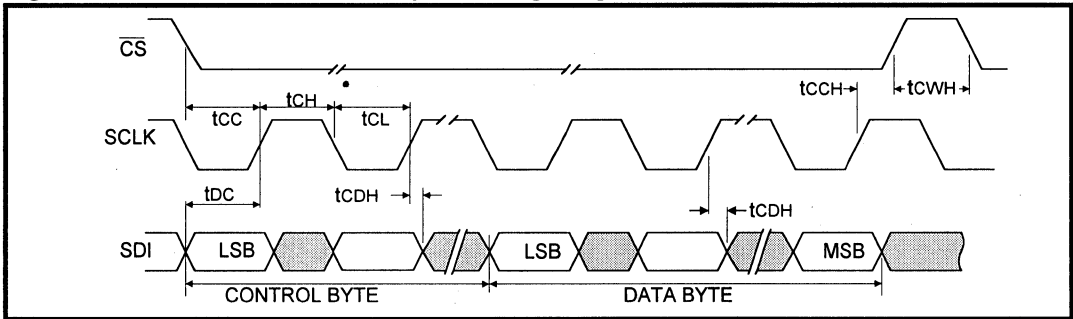 CS
tCCH
tCWH
tCC
tCH
tCL
SCLK
tDC
tCDH
tCDH
SDI
LSB
LSB
MSB
CONTROL BYTE
DATA BYTE